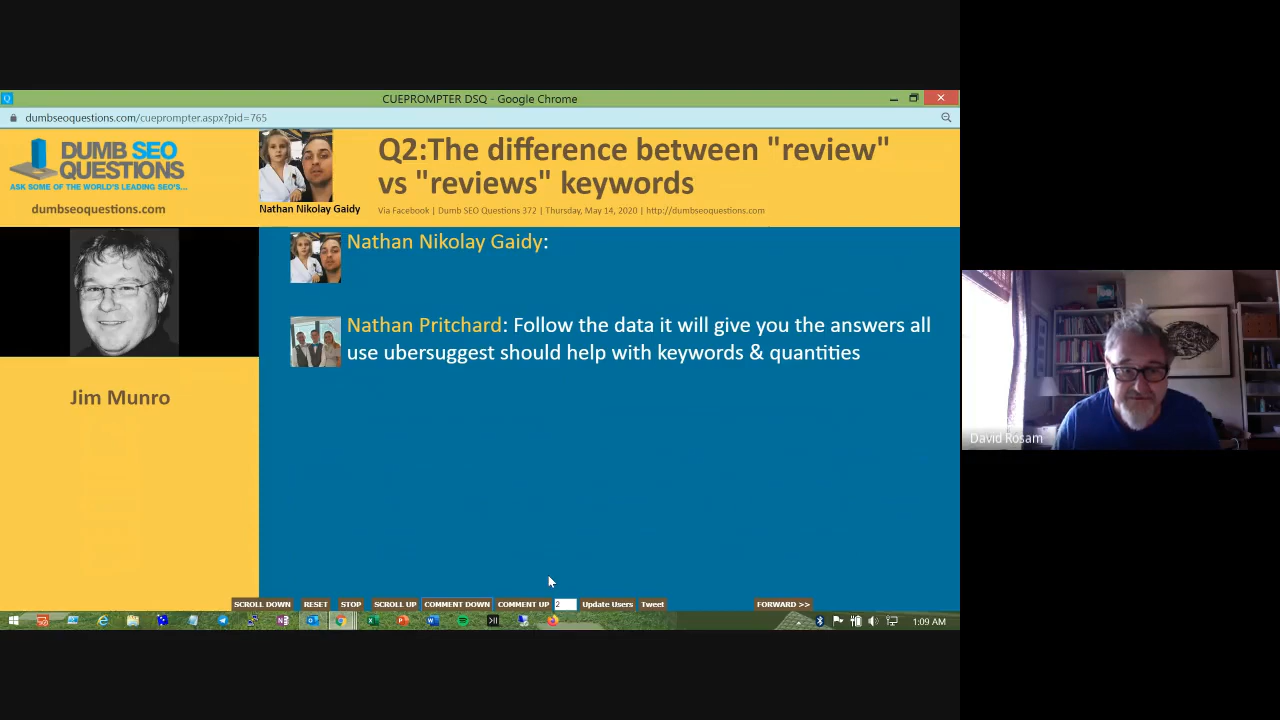 CUEPROMPTER DSQ - Google Chrome
dumbseoquestions.com/cueprompter.aspx?pid=765
DUMB SEO
QUESTIONS
ASK SOME OF THE WORLD'S LEADING SEO'S...
dumbseoquestions.com
Nathan Nikolay Gaidy
Q2:The difference between "review"
vs "reviews" keywords
Via Facebook | Dumb SEO Questions 372 | Thursday, May 14, 2020 | http://dumbseoquestions.com
Jim Munro
Nathan Nikolay Gaidy:
Nathan Pritchard: Follow the data it will give you the answers all
use ubersuggest should help with keywords & quantities
David Rosam
SCROLL DOWN RESET STOP SCROLL UP COMMENT DOWN COMMENT UP 2 Update Users Tweet FORWARD >>
1:09 AM